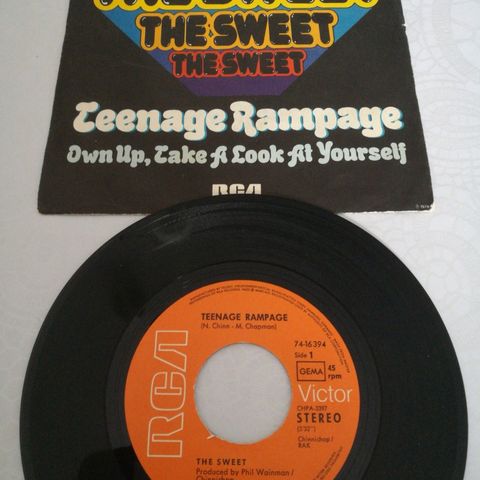 THE SWEET
THE SWEET
THE SWEET
Teenage Rampage
Own Up, Take A Look At Yourself
RCA
TEENAGE RAMPAGE
(N. Chinn - M. Chapman)
74-16394
Side 1
GEMA 45 rpm
RCA Victor
CHPA-3397
STEREO
(3'32")
Chinnichap/
RAK
THE SWEET
Produced by Phil Wainman/